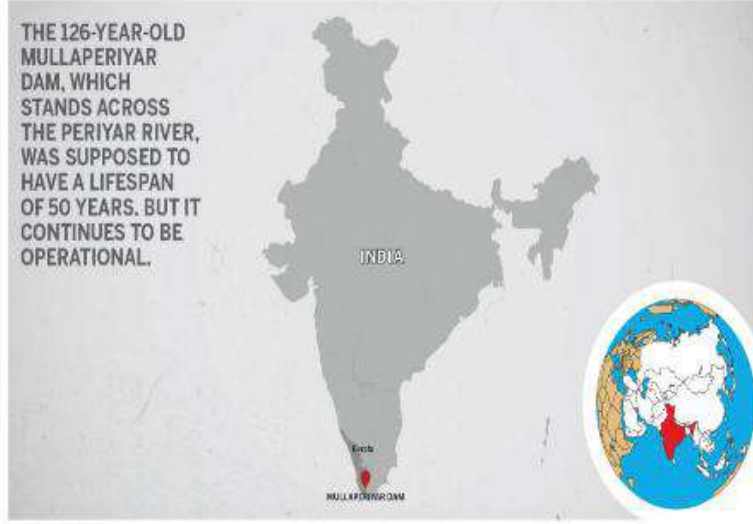 THE 126-YEAR-OLD
MULLAPERIYAR
DAM, WHICH
STANDS ACROSS
THE PERIYAR RIVER,
WAS SUPPOSED TO
HAVE A LIFESPAN
OF 50 YEARS. BUT IT
CONTINUES TO BE
OPERATIONAL.
INDIA
Kerala
MULLAPERIYAR DAM